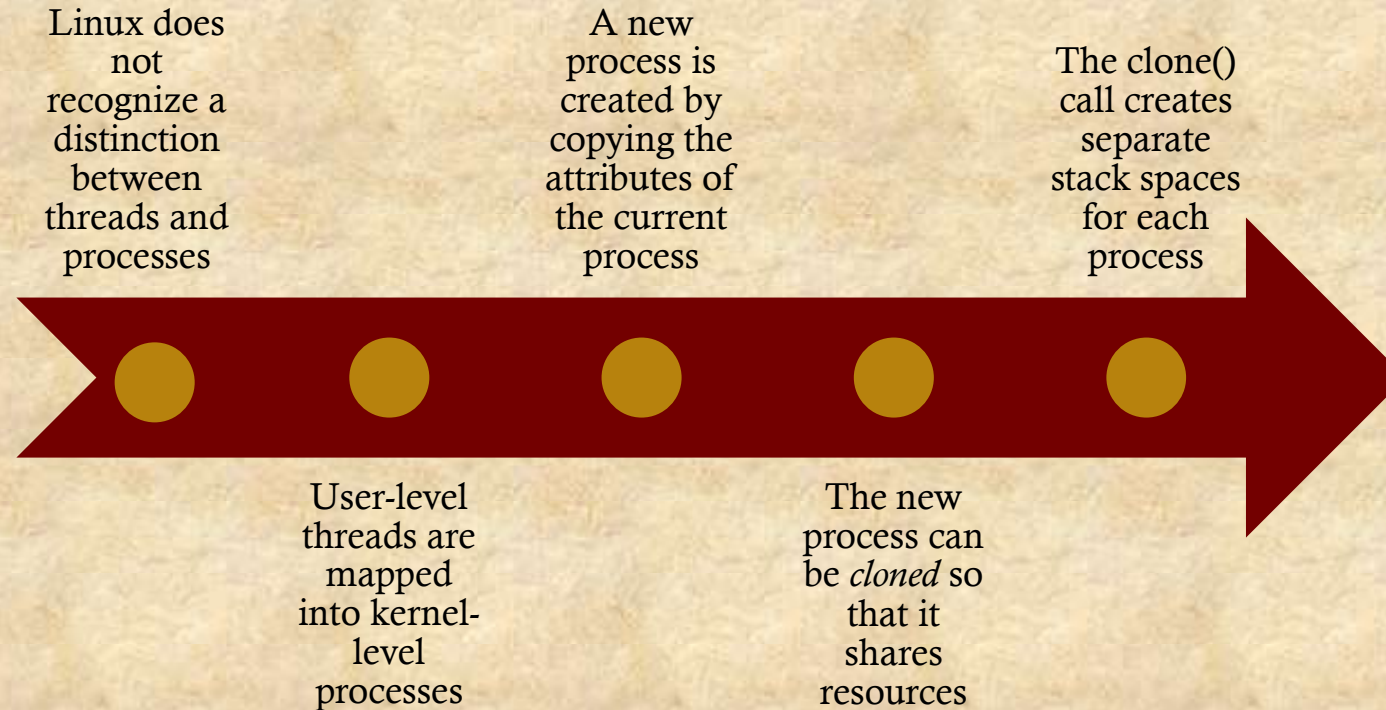 Linux does
not
recognize a
distinction
between
threads and
processes
User-level
threads are
mapped
into kernel-
level
processes
A new
process is
created by
copying the
attributes of
the current
process
The new
process can
be cloned so
that it
shares
resources
The clone()
call creates
separate
stack spaces
for each
process